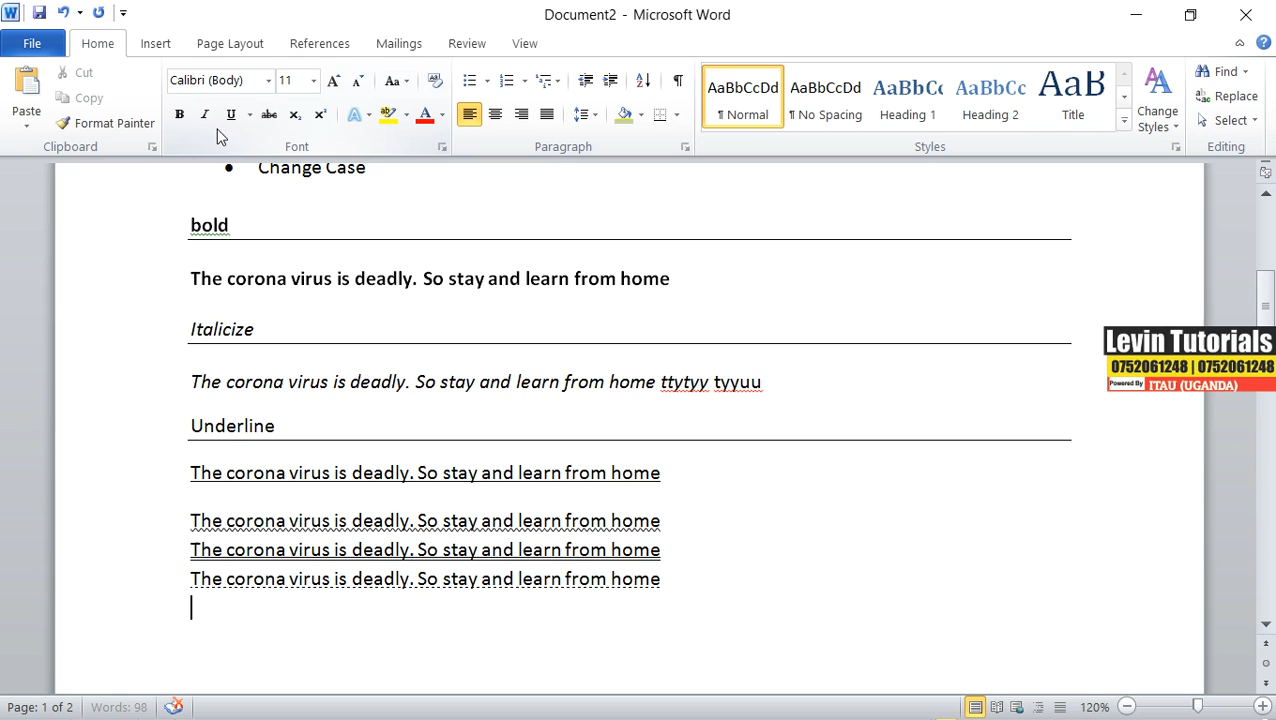 Document2 - Microsoft Word
File Home Insert Page Layout References Mailings Review View
Paste
Cut
Copy
Format Painter
Clipboard
Calibri (Body) 11
Font
Paragraph
AaBbCcDd AaBbCcDd AaBbCc AaBbCc AaB
¶ Normal ¶ No Spacing Heading 1 Heading 2 Title
Change Styles
Styles
Find
Replace
Select
Editing
• Change Case
bold
The corona virus is deadly. So stay and learn from home
Italicize
The corona virus is deadly. So stay and learn from home ttytyy tyyuu
Underline
The corona virus is deadly. So stay and learn from home
The corona virus is deadly. So stay and learn from home
The corona virus is deadly. So stay and learn from home
The corona virus is deadly. So stay and learn from home
Levin Tutorials
0752061248 | 0752061248
Powered By ITAU (UGANDA)
Page: 1 of 2 Words: 98 120%